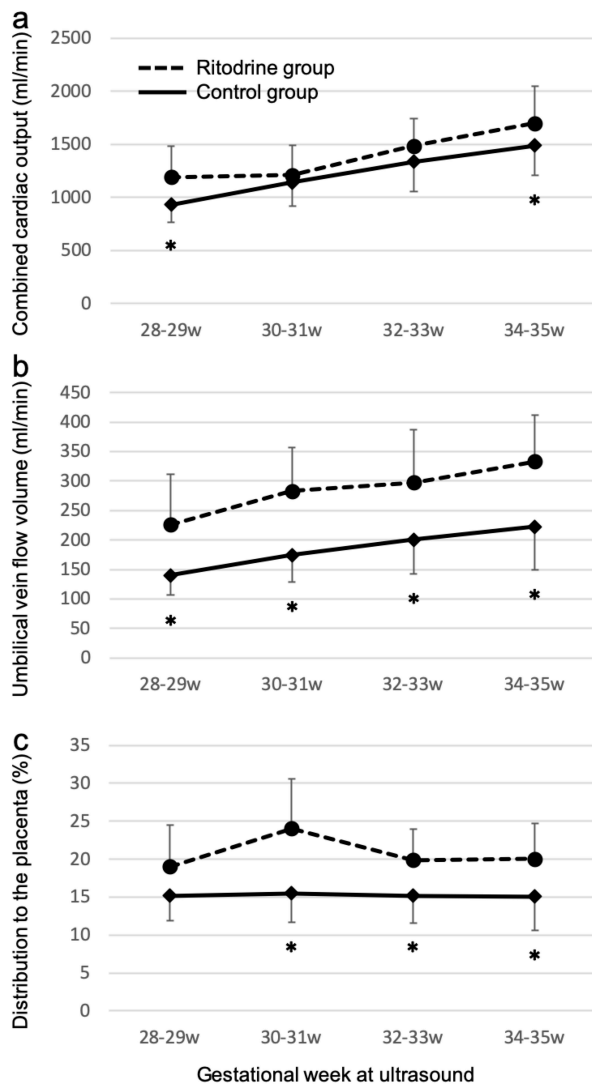 a
Combined cardiac output (ml/min)
2500
2000
1500
1000
500
0
Ritodrine group
Control group
*
*
28-29w 30-31w 32-33w 34-35w
b
Umbilical vein flow volume (ml/min)
450
400
350
300
250
200
150
100
50
0
* * * *
28-29w 30-31w 32-33w 34-35w
c
Distribution to the placenta (%)
35
30
25
20
15
10
5
0
* * *
28-29w 30-31w 32-33w 34-35w
Gestational week at ultrasound